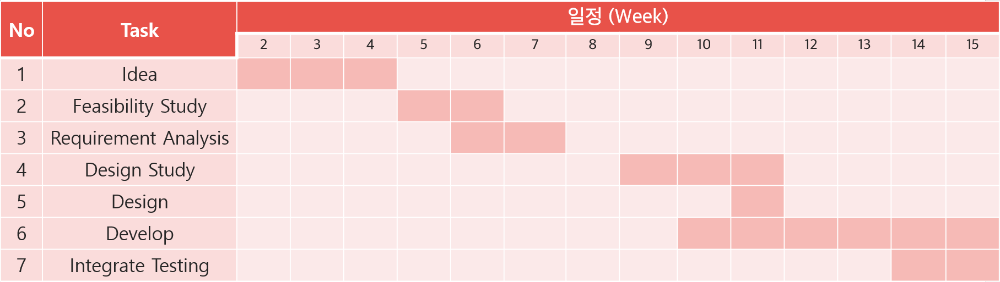 No Task 일정 (Week)
2 3 4 5 6 7 8 9 10 11 12 13 14 15
1 Idea
2 Feasibility Study
3 Requirement Analysis
4 Design Study
5 Design
6 Develop
7 Integrate Testing